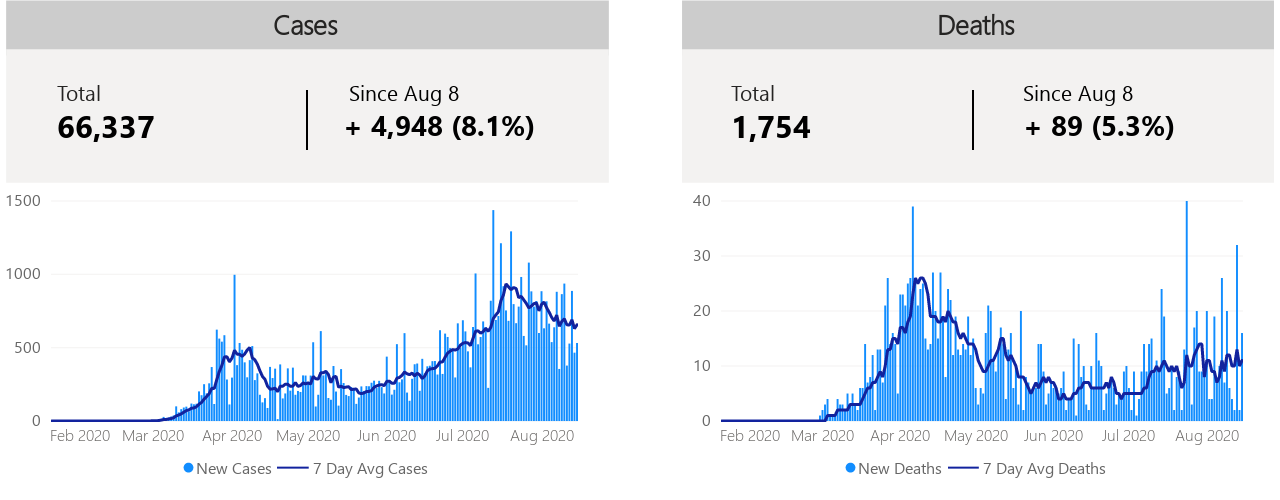 Cases
Total
66,337
Since Aug 8
+ 4,948 (8.1%)
1500
1000
500
0
Feb 2020 Mar 2020 Apr 2020 May 2020 Jun 2020 Jul 2020 Aug 2020
New Cases 7 Day Avg Cases
Deaths
Total
1,754
Since Aug 8
+ 89 (5.3%)
40
30
20
10
0
Feb 2020 Mar 2020 Apr 2020 May 2020 Jun 2020 Jul 2020 Aug 2020
New Deaths 7 Day Avg Deaths